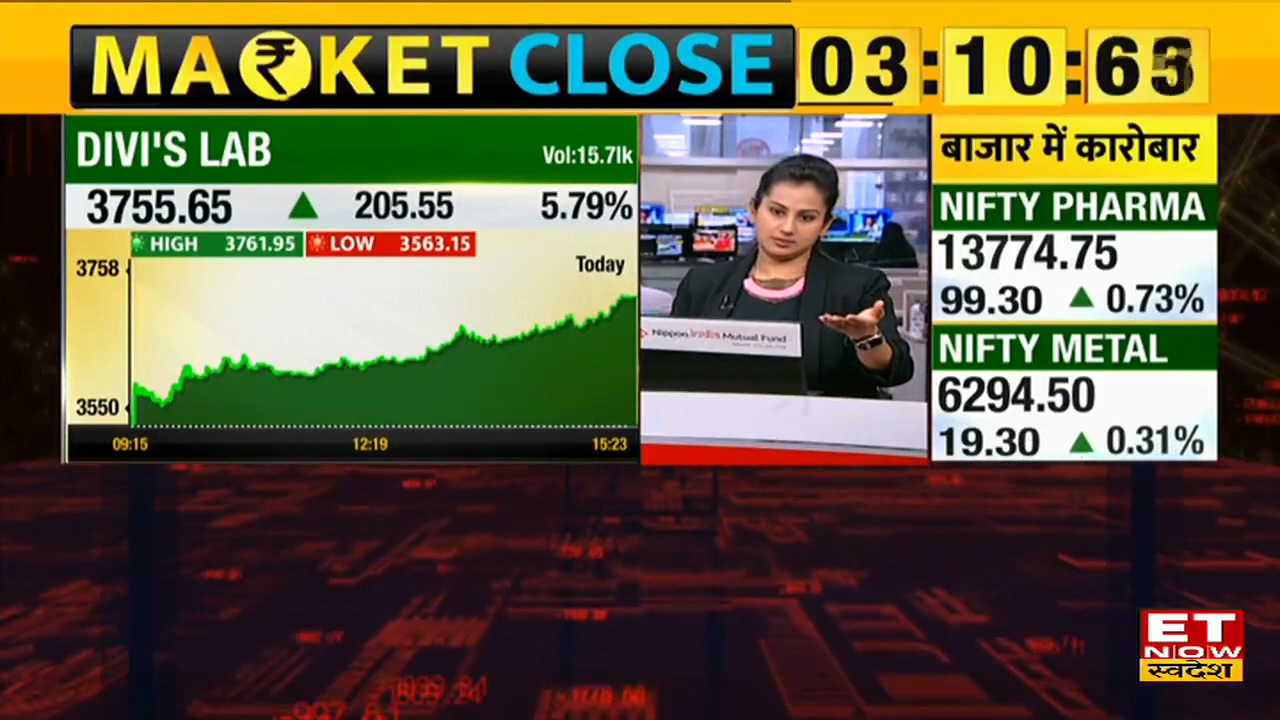 MA₹KET CLOSE
03:10:6
DIVI'S LAB
Vol:15.7lk
3755.65 ▲ 205.55 5.79%
HIGH 3761.95 LOW 3563.15
Today
3758
3550
09:15 12:19 15:23
Nippon India Mutual Fund
बाजार में कारोबार
NIFTY PHARMA
13774.75
99.30 ▲ 0.73%
NIFTY METAL
6294.50
19.30 ▲ 0.31%
ET
NOW
स्वदेश